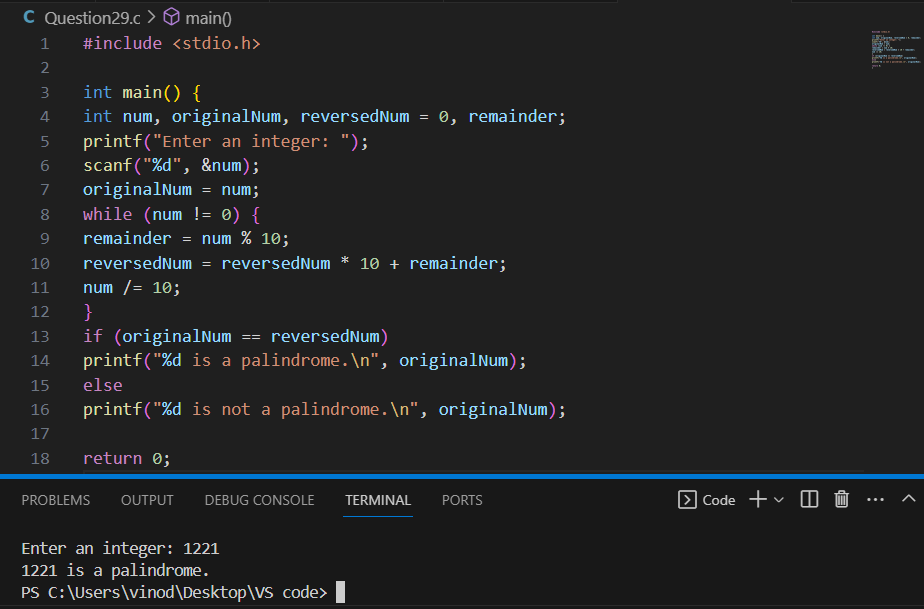 C Question29.c > main()
1 #include <stdio.h>
2
3 int main() {
4 int num, originalNum, reversedNum = 0, remainder;
5 printf("Enter an integer: ");
6 scanf("%d", &num);
7 originalNum = num;
8 while (num != 0) {
9 remainder = num % 10;
10 reversedNum = reversedNum * 10 + remainder;
11 num /= 10;
12 }
13 if (originalNum == reversedNum)
14 printf("%d is a palindrome.\n", originalNum);
15 else
16 printf("%d is not a palindrome.\n", originalNum);
17
18 return 0;
PROBLEMS OUTPUT DEBUG CONSOLE TERMINAL PORTS Code
Enter an integer: 1221
1221 is a palindrome.
PS C:\Users\vinod\Desktop\VS code>